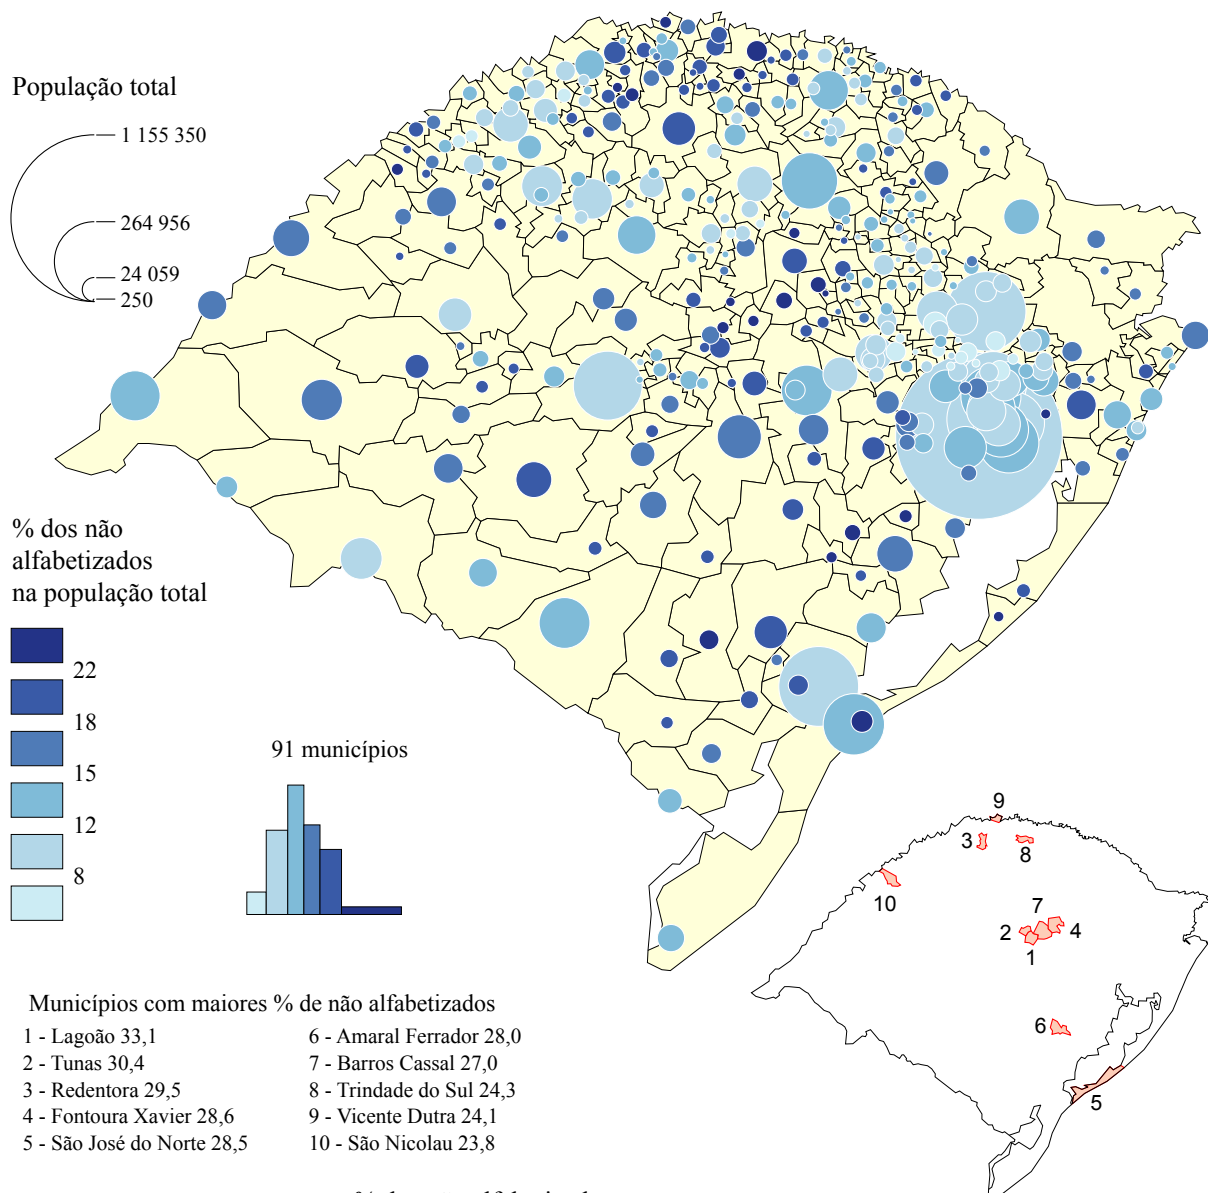 População total
1 155 350
264 956
24 059
250
% dos não
alfabetizados
na população total
22
18
15
12
8
91 municípios
9
3
8
10
7
2
4
1
6
5
Municípios com maiores % de não alfabetizados
1 - Lagoão 33,1
2 - Tunas 30,4
3 - Redentora 29,5
4 - Fontoura Xavier 28,6
5 - São José do Norte 28,5
6 - Amaral Ferrador 28,0
7 - Barros Cassal 27,0
8 - Trindade do Sul 24,3
9 - Vicente Dutra 24,1
10 - São Nicolau 23,8